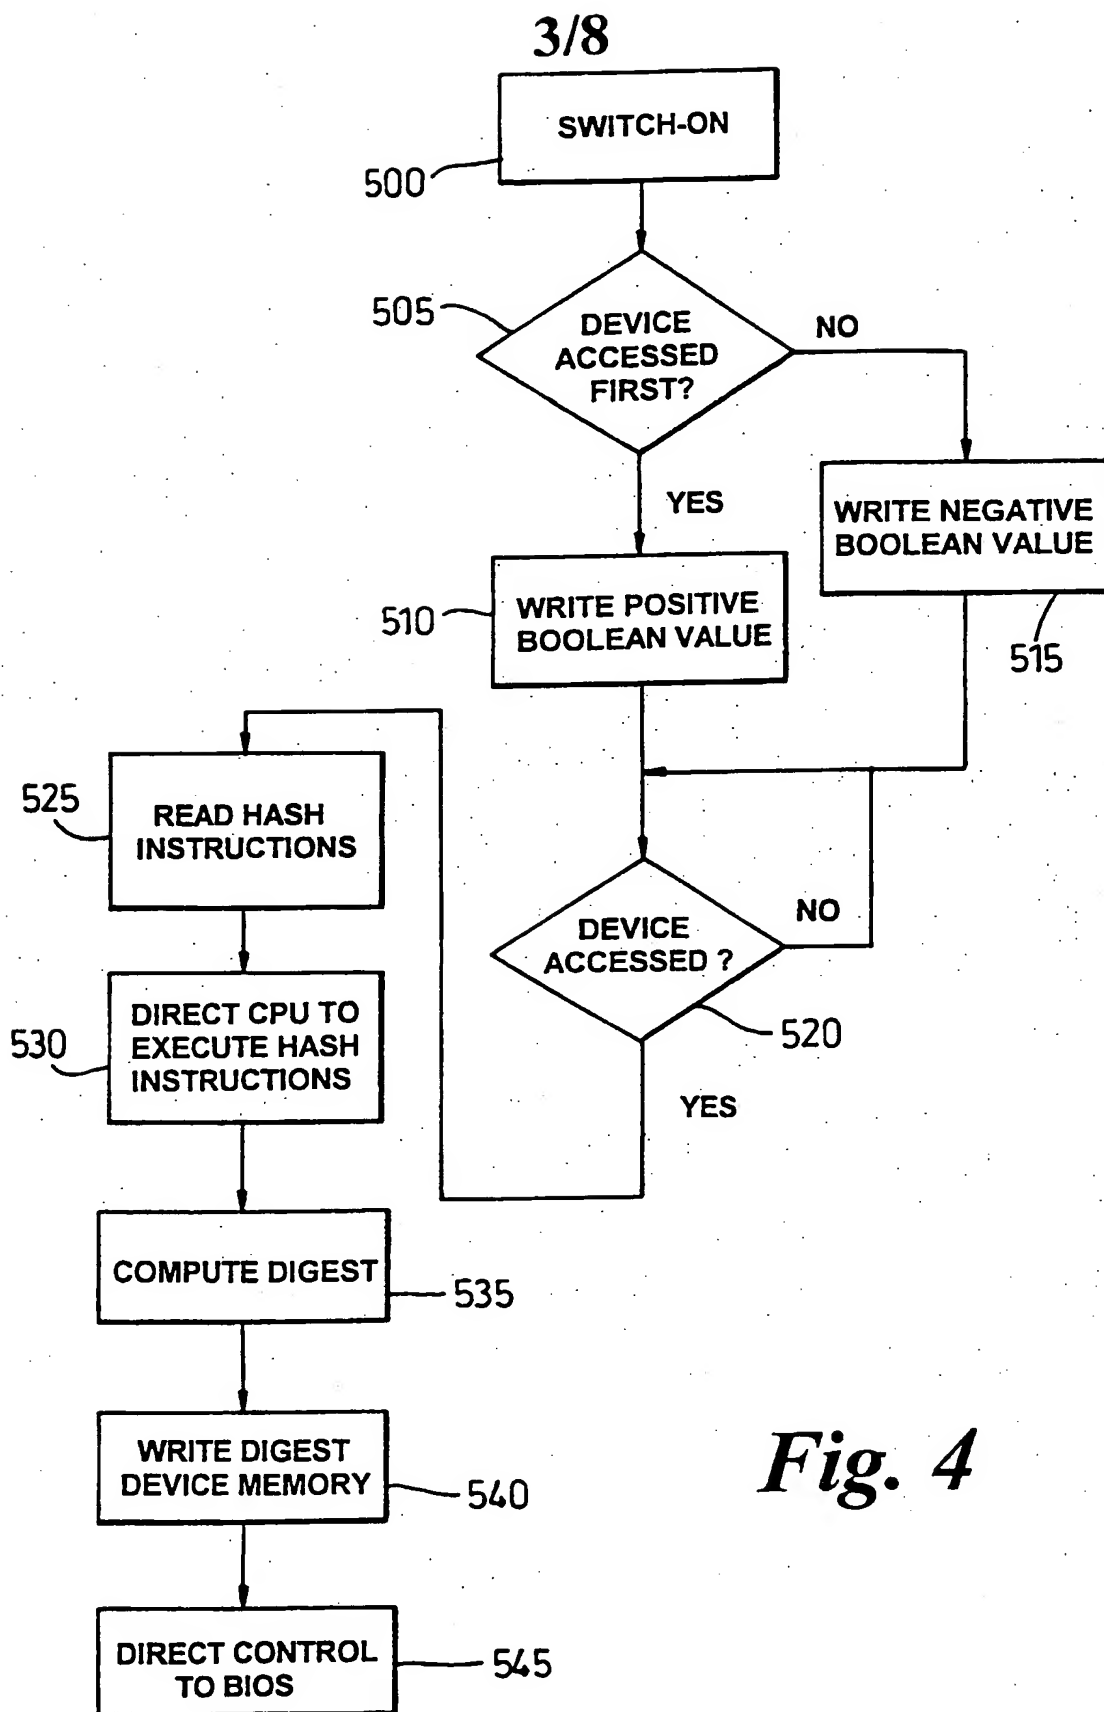 3/8
SWITCH-ON
500
505
DEVICE
ACCESSED
FIRST?
NO
YES
WRITE NEGATIVE
BOOLEAN VALUE
515
510
WRITE POSITIVE
BOOLEAN VALUE
525
READ HASH
INSTRUCTIONS
DEVICE
ACCESSED ?
NO
520
YES
530
DIRECT CPU TO
EXECUTE HASH
INSTRUCTIONS
COMPUTE DIGEST
535
WRITE DIGEST
DEVICE MEMORY
540
Fig. 4
DIRECT CONTROL
TO BIOS
545